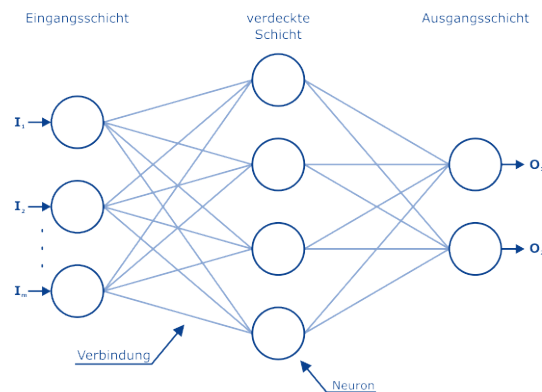 Eingangsschicht
verdeckte
Schicht
Ausgangsschicht
I₁
I₂
Iₘ
O
O
Verbindung
Neuron